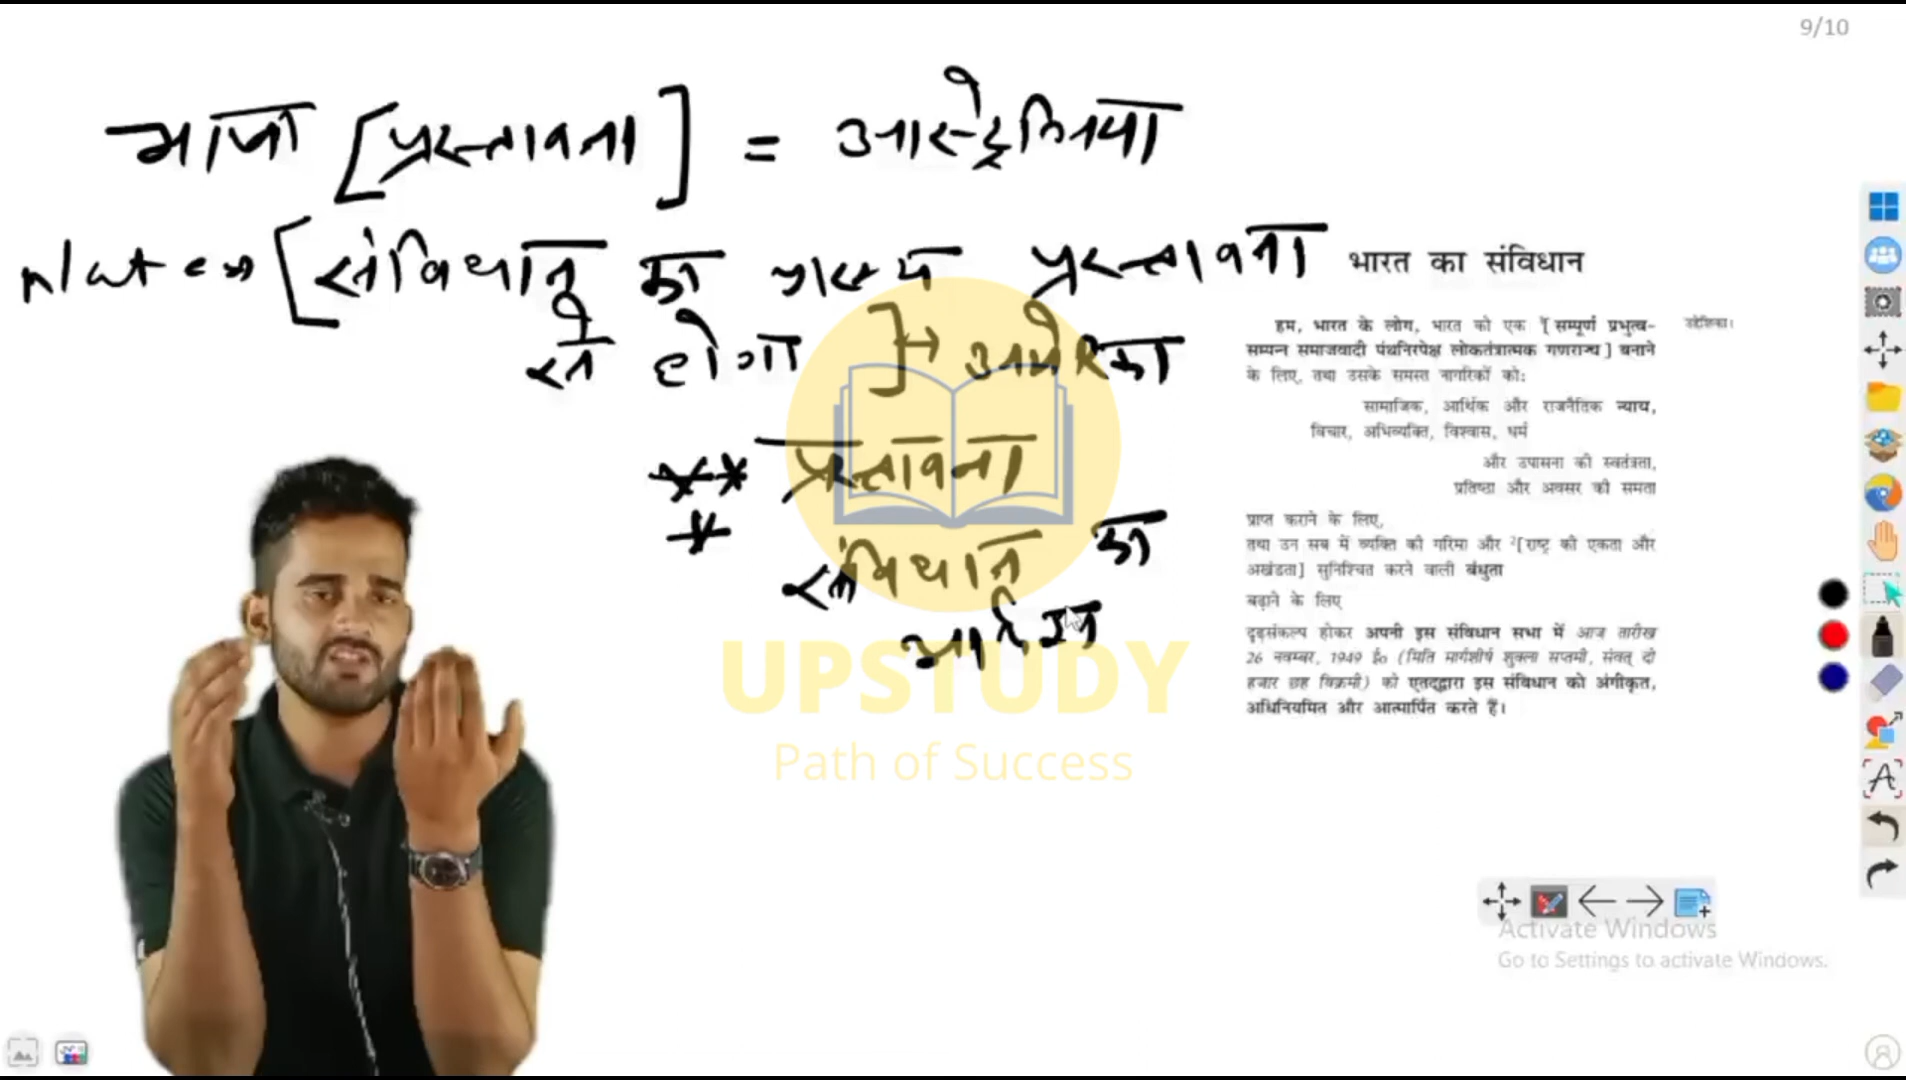 9/10
भाषा [प्रस्तावना] = आस्ट्रेलिया
[संविधान का प्रारूप प्रस्तावना
से होगा ] → अमेरिका
** प्रस्तावना
* संविधान का
UPSTUDY
Path of Success
भारत का संविधान
उद्देशिका।
हम, भारत के लोग, भारत को एक ¹[सम्पूर्ण प्रभुत्व-
सम्पन्न समाजवादी पंथनिरपेक्ष लोकतंत्रात्मक गणराज्य] बनाने
के लिए, तथा उसके समस्त नागरिकों को:
सामाजिक, आर्थिक और राजनैतिक न्याय,
विचार, अभिव्यक्ति, विश्वास, धर्म
और उपासना की स्वतंत्रता,
प्रतिष्ठा और अवसर की समता
प्राप्त कराने के लिए,
तथा उन सब में व्यक्ति की गरिमा और ²[राष्ट्र की एकता और
अखंडता] सुनिश्चित करने वाली बंधुता
बढ़ाने के लिए
दृढ़संकल्प होकर अपनी इस संविधान सभा में आज तारीख
26 नवम्बर, 1949 ई० (मिति मार्गशीर्ष शुक्ला सप्तमी, संवत् दो
हजार छह विक्रमी) को एतद्द्वारा इस संविधान को अंगीकृत,
अधिनियमित और आत्मार्पित करते हैं।
Activate Windows
Go to Settings to activate Windows.